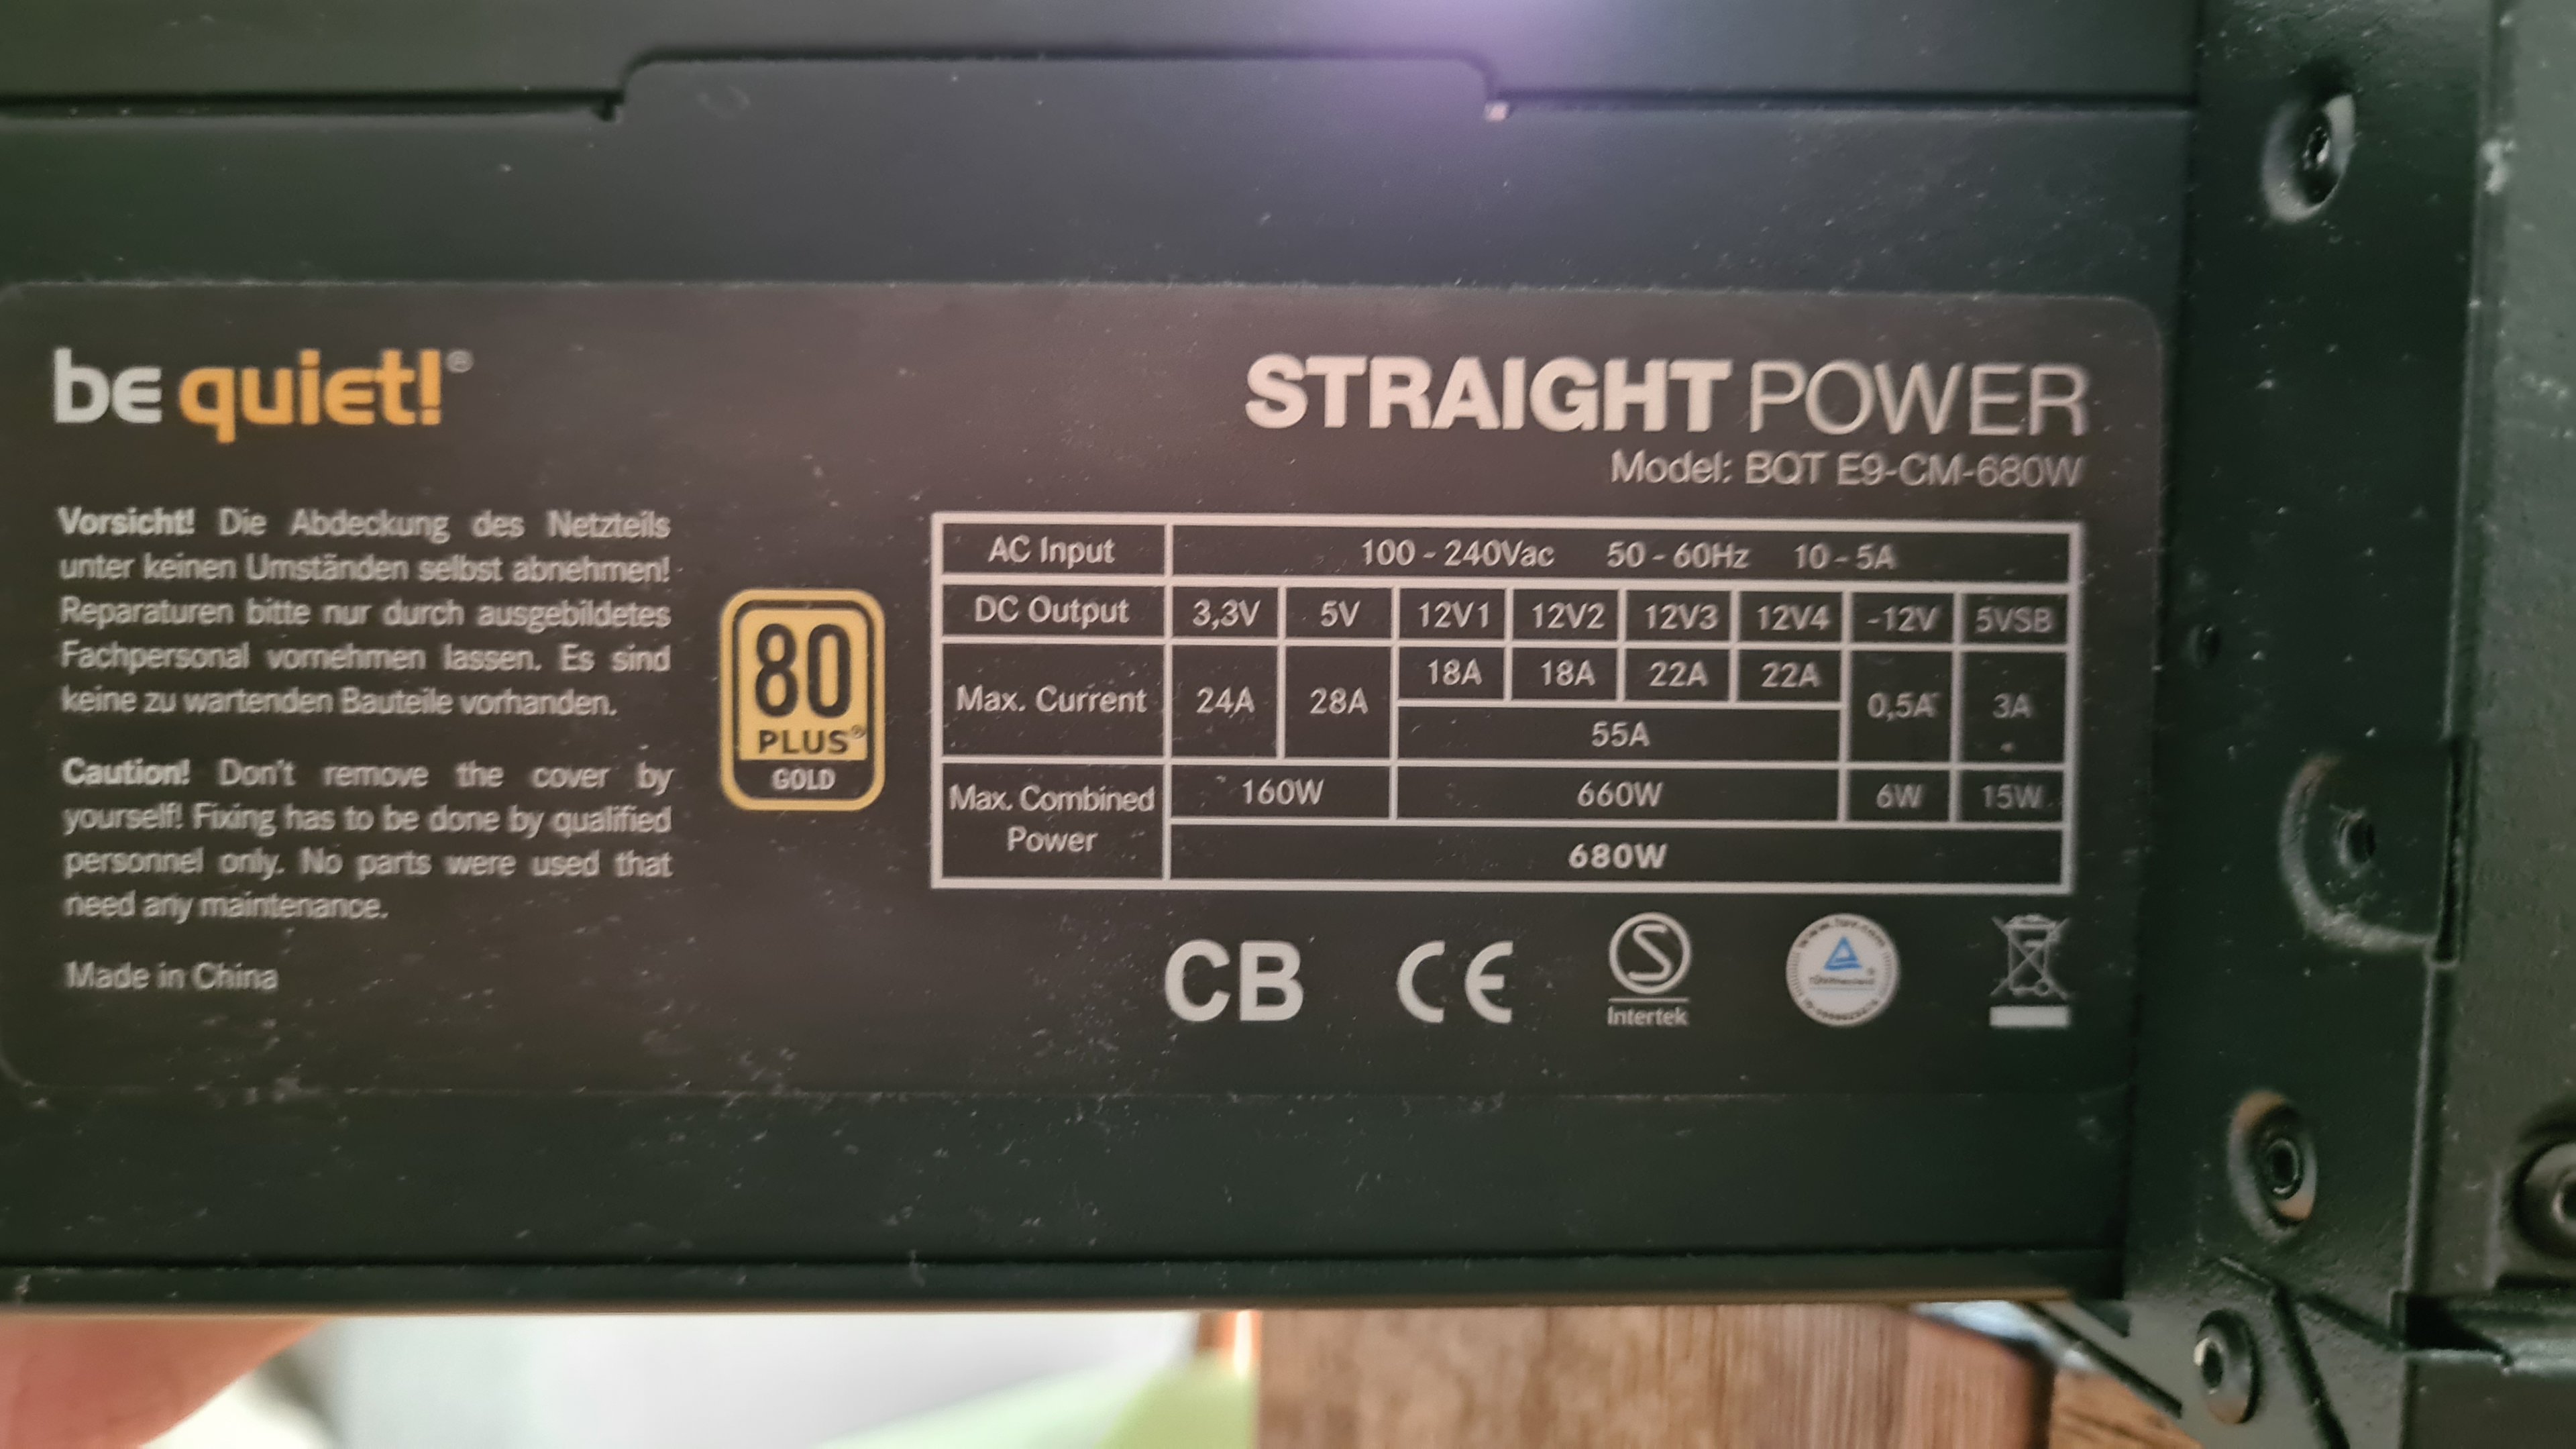 be quiet!®
STRAIGHT POWER
Model: BQT E9-CM-680W
Vorsicht! Die Abdeckung des Netzteils
unter keinen Umständen selbst abnehmen!
Reparaturen bitte nur durch ausgebildetes
Fachpersonal vornehmen lassen. Es sind
keine zu wartenden Bauteile vorhanden.
Caution! Don't remove the cover by
yourself! Fixing has to be done by qualified
personnel only. No parts were used that
need any maintenance.
Made in China
80
PLUS®
GOLD
AC Input 100 - 240Vac 50 - 60Hz 10 - 5A
DC Output 3,3V 5V 12V1 12V2 12V3 12V4 -12V 5VSB
Max. Current 24A 28A 18A 18A 22A 22A 0,5A 3A
55A
Max. Combined Power 160W 660W 6W 15W
680W
CB CE S
Intertek